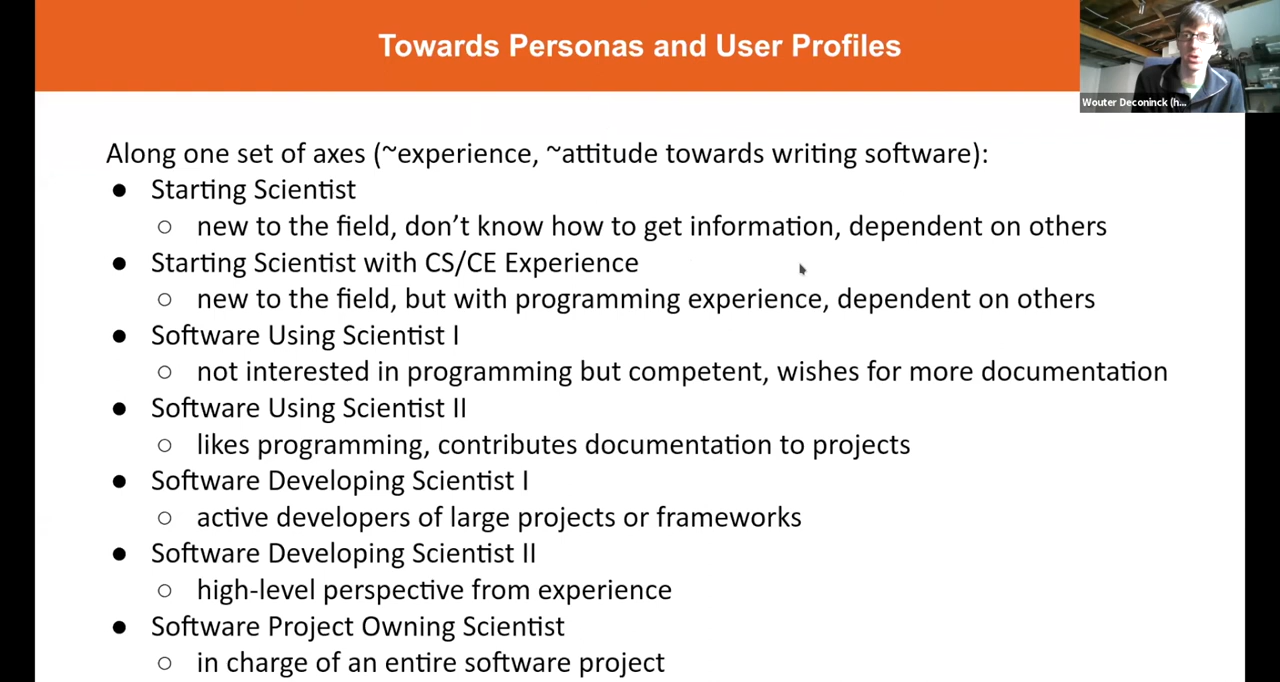 Towards Personas and User Profiles
Wouter Deconinck (h...
Along one set of axes (~experience, ~attitude towards writing software):
● Starting Scientist
○ new to the field, don’t know how to get information, dependent on others
● Starting Scientist with CS/CE Experience
○ new to the field, but with programming experience, dependent on others
● Software Using Scientist I
○ not interested in programming but competent, wishes for more documentation
● Software Using Scientist II
○ likes programming, contributes documentation to projects
● Software Developing Scientist I
○ active developers of large projects or frameworks
● Software Developing Scientist II
○ high-level perspective from experience
● Software Project Owning Scientist
○ in charge of an entire software project